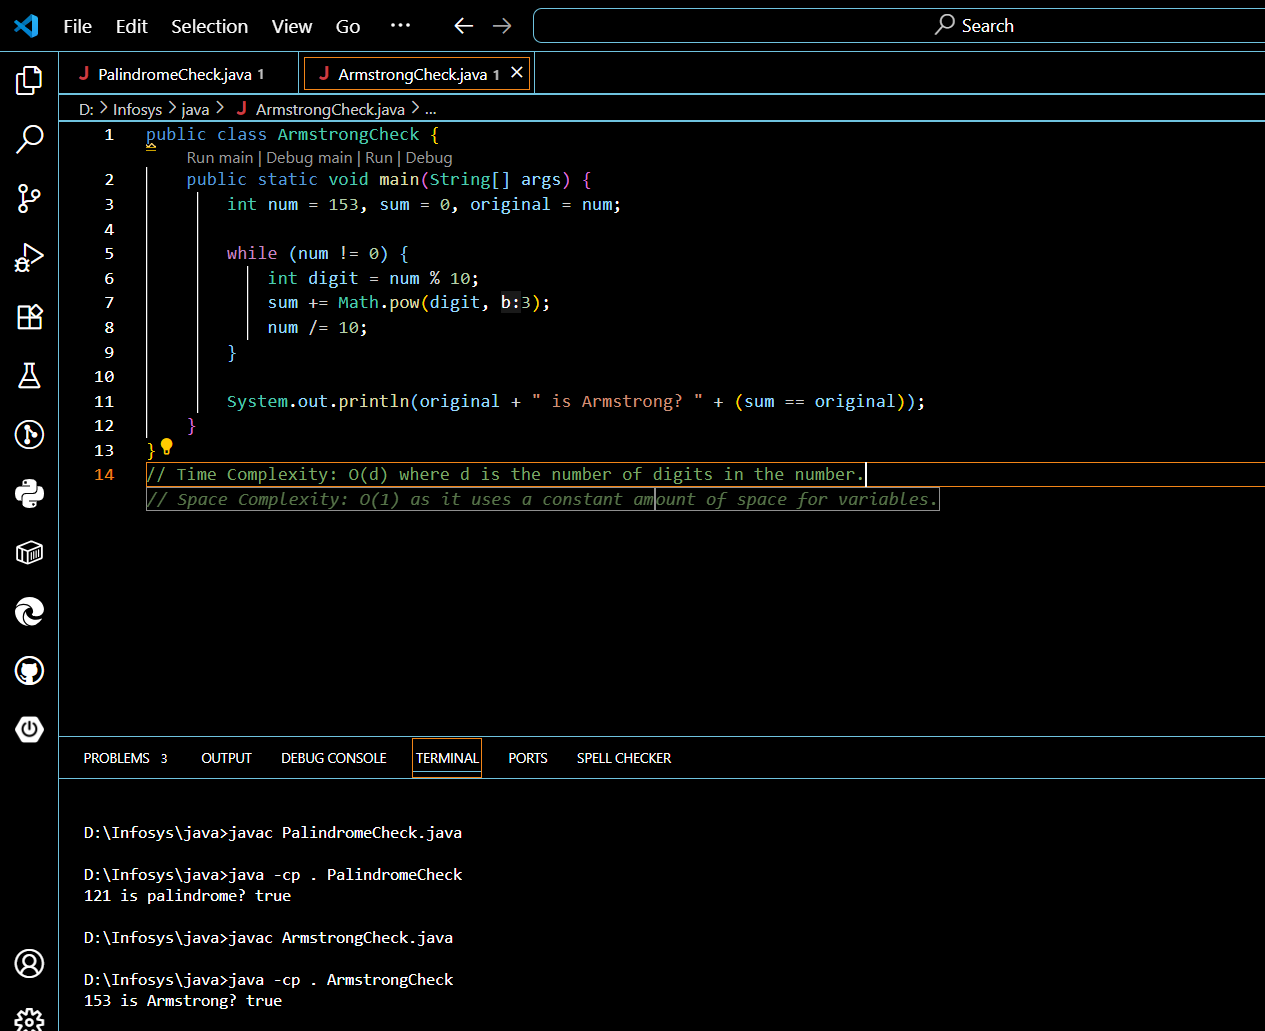 File Edit Selection View Go ··· Search
PalindromeCheck.java 1 ArmstrongCheck.java 1
D: > Infosys > java > ArmstrongCheck.java > ...
1 public class ArmstrongCheck {
Run main | Debug main | Run | Debug
2 public static void main(String[] args) {
3 int num = 153, sum = 0, original = num;
4
5 while (num != 0) {
6 int digit = num % 10;
7 sum += Math.pow(digit, b:3);
8 num /= 10;
9 }
10
11 System.out.println(original + " is Armstrong? " + (sum == original));
12 }
13 }
14 // Time Complexity: O(d) where d is the number of digits in the number.
// Space Complexity: O(1) as it uses a constant amount of space for variables.
PROBLEMS 3 OUTPUT DEBUG CONSOLE TERMINAL PORTS SPELL CHECKER
D:\Infosys\java>javac PalindromeCheck.java
D:\Infosys\java>java -cp . PalindromeCheck
121 is palindrome? true
D:\Infosys\java>javac ArmstrongCheck.java
D:\Infosys\java>java -cp . ArmstrongCheck
153 is Armstrong? true